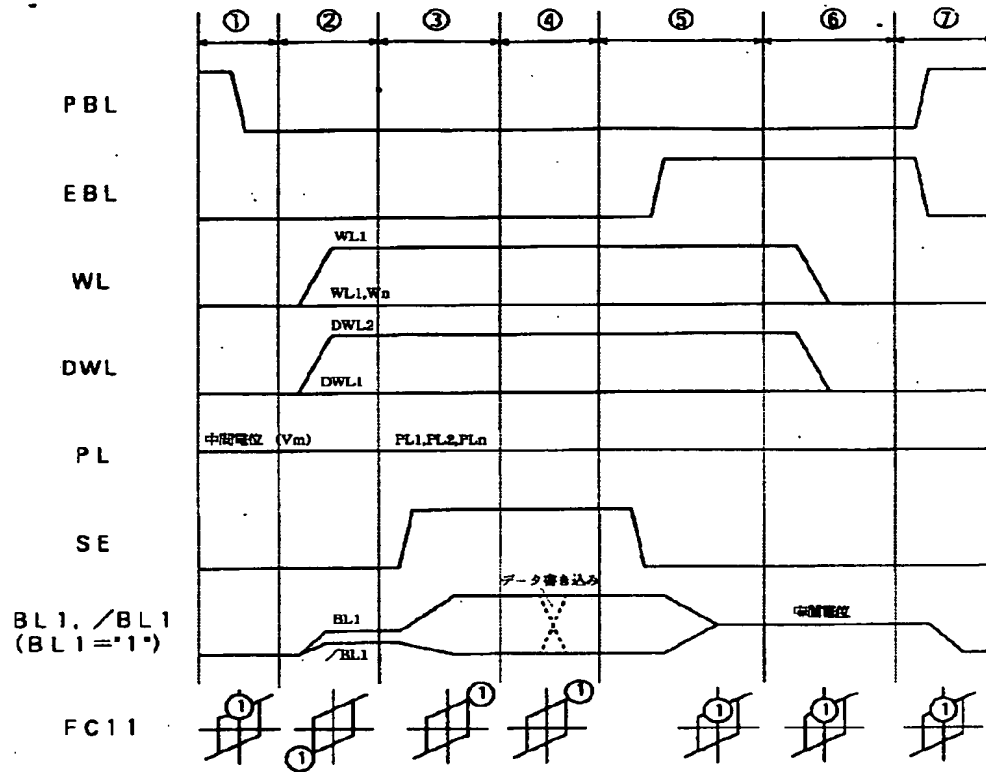 ① ② ③ ④ ⑤ ⑥ ⑦
PBL
EBL
WL
WL1
WL1,Wn
DWL
DWL2
DWL1
PL
中間電位 (Vm)
PL1,PL2,PLn
SE
データ書き込み
BL1, /BL1
(BL1="1")
BL1
/BL1
中間電位
FC11
① ① ① ① ① ① ①